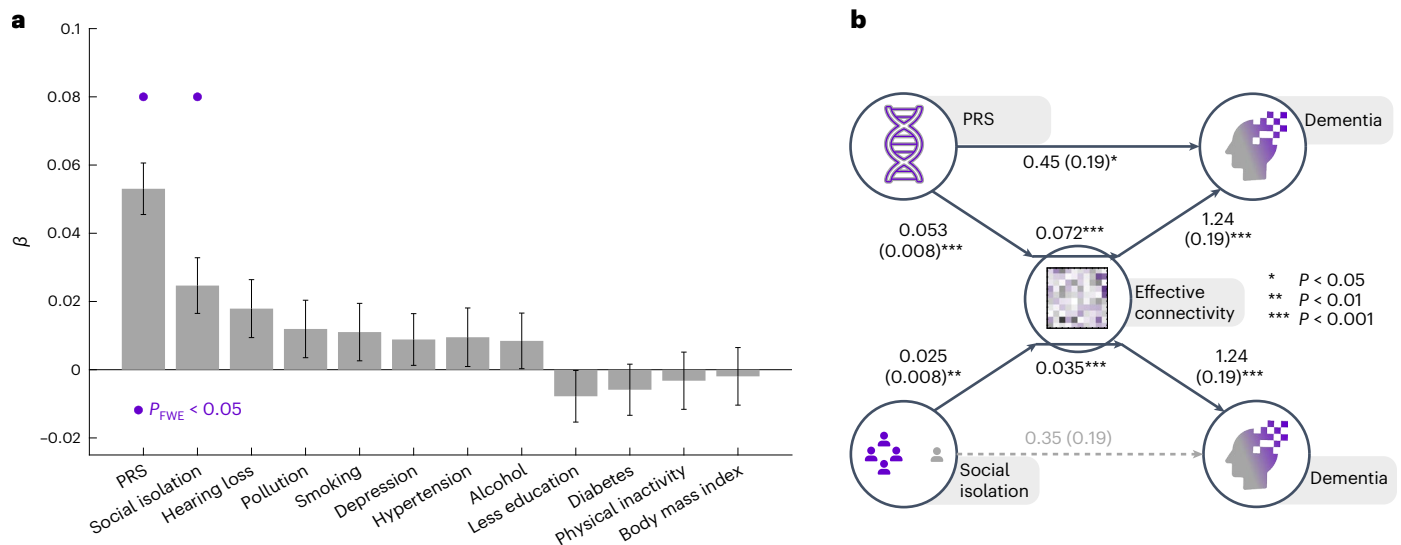 a
0.1
0.08
0.06
0.04
0.02
0
–0.02
β
P_FWE < 0.05
PRS
Social isolation
Hearing loss
Pollution
Smoking
Depression
Hypertension
Alcohol
Less education
Diabetes
Physical inactivity
Body mass index
b
PRS
Dementia
0.45 (0.19)*
0.053
(0.008)***
0.072***
1.24
(0.19)***
Effective
connectivity
* P < 0.05
** P < 0.01
*** P < 0.001
0.025
(0.008)**
0.035***
1.24
(0.19)***
0.35 (0.19)
Social
isolation
Dementia